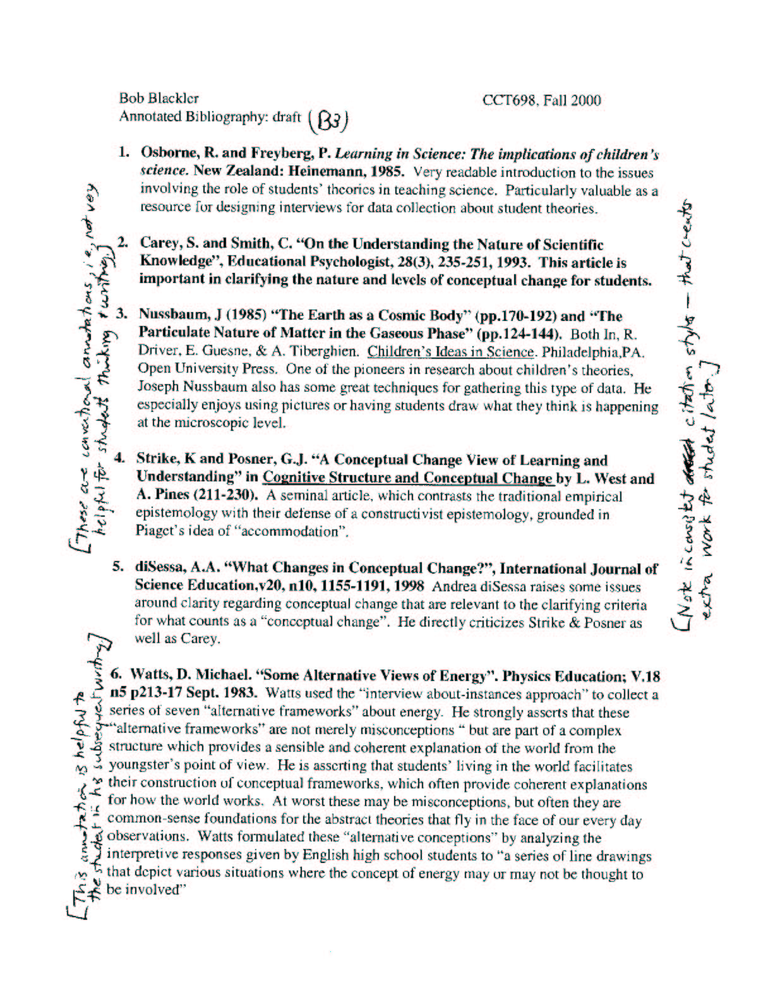 Bob Blackler
CCT698, Fall 2000
Annotated Bibliography: draft (B3)
1. Osborne, R. and Freyberg, P. Learning in Science: The implications of children's
science. New Zealand: Heinemann, 1985. Very readable introduction to the issues
involving the role of students' theories in teaching science. Particularly valuable as a
resource for designing interviews for data collection about student theories.
2. Carey, S. and Smith, C. “On the Understanding the Nature of Scientific
Knowledge”, Educational Psychologist, 28(3), 235-251, 1993. This article is
important in clarifying the nature and levels of conceptual change for students.
3. Nussbaum, J (1985) “The Earth as a Cosmic Body” (pp.170-192) and “The
Particulate Nature of Matter in the Gaseous Phase” (pp.124-144). Both In, R.
Driver, E. Guesne, & A. Tiberghien. Children's Ideas in Science. Philadelphia,PA.
Open University Press. One of the pioneers in research about children's theories,
Joseph Nussbaum also has some great techniques for gathering this type of data. He
especially enjoys using pictures or having students draw what they think is happening
at the microscopic level.
4. Strike, K and Posner, G.J. “A Conceptual Change View of Learning and
Understanding” in Cognitive Structure and Conceptual Change by L. West and
A. Pines (211-230). A seminal article, which contrasts the traditional empirical
epistemology with their defense of a constructivist epistemology, grounded in
Piaget's idea of “accommodation”.
5. diSessa, A.A. “What Changes in Conceptual Change?”, International Journal of
Science Education,v20, n10, 1155-1191, 1998 Andrea diSessa raises some issues
around clarity regarding conceptual change that are relevant to the clarifying criteria
for what counts as a “conceptual change”. He directly criticizes Strike & Posner as
well as Carey.
6. Watts, D. Michael. “Some Alternative Views of Energy”. Physics Education; V.18
n5 p213-17 Sept. 1983. Watts used the “interview about-instances approach” to collect a
series of seven “alternative frameworks” about energy. He strongly asserts that these
“alternative frameworks” are not merely misconceptions “ but are part of a complex
structure which provides a sensible and coherent explanation of the world from the
youngster's point of view. He is asserting that students' living in the world facilitates
their construction of conceptual frameworks, which often provide coherent explanations
for how the world works. At worst these may be misconceptions, but often they are
common-sense foundations for the abstract theories that fly in the face of our every day
observations. Watts formulated these “alternative conceptions” by analyzing the
interpretive responses given by English high school students to “a series of line drawings
that depict various situations where the concept of energy may or may not be thought to
be involved”
[These are conventional annotations, i.e., not very
helpful for student's thinking & writing.]
[This annotation is helpful to
the student in his subsequent writing.]
[Note inconsistent citation styles — that creates
extra work for student later.]